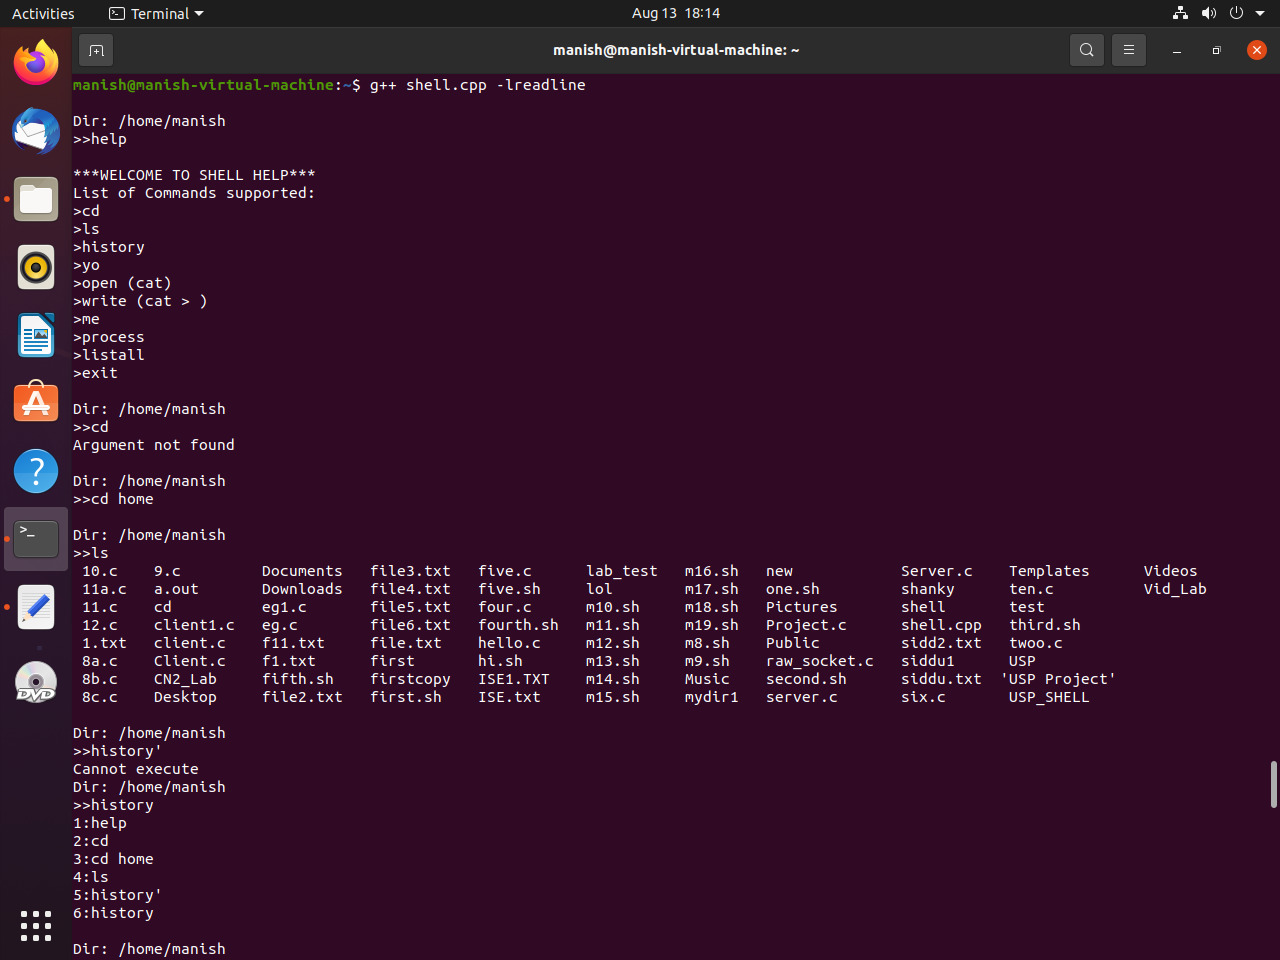 Activities Terminal Aug 13 18:14
manish@manish-virtual-machine: ~
manish@manish-virtual-machine:~$ g++ shell.cpp -lreadline
Dir: /home/manish
>>help
***WELCOME TO SHELL HELP***
List of Commands supported:
>cd
>ls
>history
>yo
>open (cat)
>write (cat > )
>me
>process
>listall
>exit
Dir: /home/manish
>>cd
Argument not found
Dir: /home/manish
>>cd home
Dir: /home/manish
>>ls
10.c 9.c Documents file3.txt five.c lab_test m16.sh new Server.c Templates Videos
11a.c a.out Downloads file4.txt five.sh lol m17.sh one.sh shanky ten.c Vid_Lab
11.c cd eg1.c file5.txt four.c m10.sh m18.sh Pictures shell test
12.c client1.c eg.c file6.txt fourth.sh m11.sh m19.sh Project.c shell.cpp third.sh
1.txt client.c f11.txt file.txt hello.c m12.sh m8.sh Public sidd2.txt twoo.c
8a.c Client.c f1.txt first hi.sh m13.sh m9.sh raw_socket.c siddu1 USP
8b.c CN2_Lab fifth.sh firstcopy ISE1.TXT m14.sh Music second.sh siddu.txt 'USP Project'
8c.c Desktop file2.txt first.sh ISE.txt m15.sh mydir1 server.c six.c USP_SHELL
Dir: /home/manish
>>history'
Cannot execute
Dir: /home/manish
>>history
1:help
2:cd
3:cd home
4:ls
5:history'
6:history
Dir: /home/manish
DVD